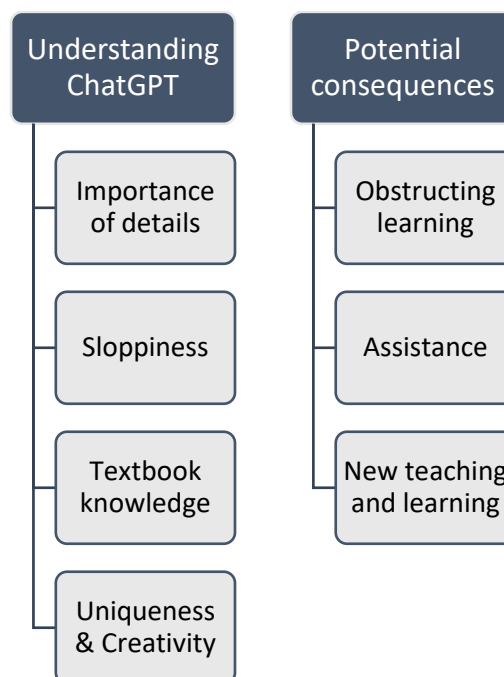 Understanding
ChatGPT
Importance
of details
Sloppiness
Textbook
knowledge
Uniqueness
& Creativity
Potential
consequences
Obstructing
learning
Assistance
New teaching
and learning